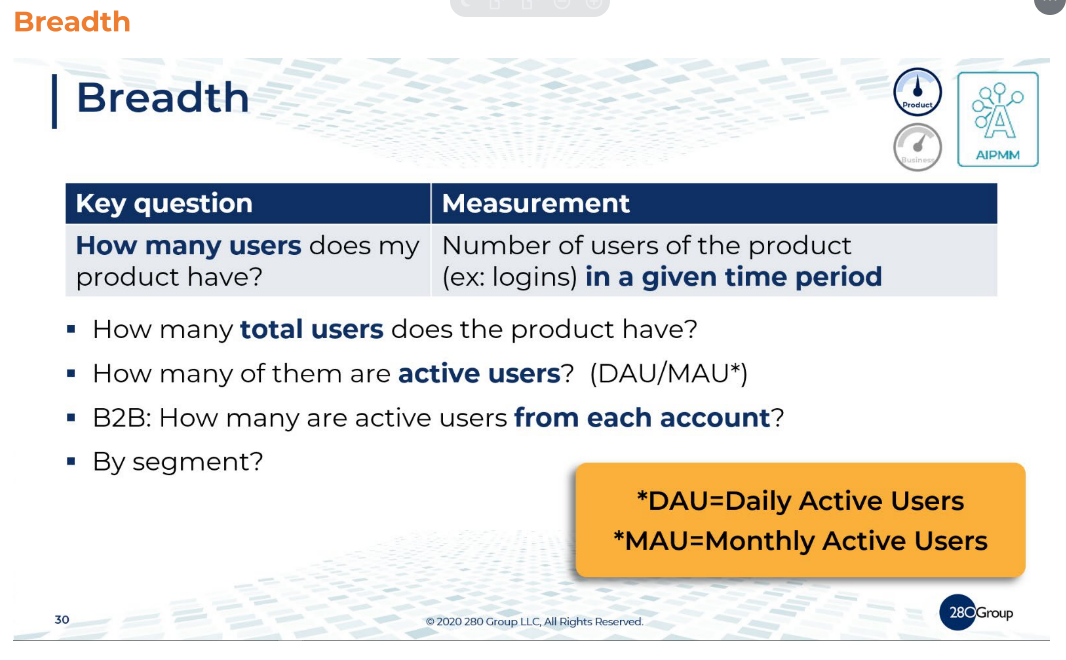 Breadth
Breadth
Product
Business
AIPMM
Key question
Measurement
How many users does my
product have?
Number of users of the product
(ex: logins) in a given time period
▪ How many total users does the product have?
▪ How many of them are active users? (DAU/MAU*)
▪ B2B: How many are active users from each account?
▪ By segment?
*DAU=Daily Active Users
*MAU=Monthly Active Users
30
© 2020 280 Group LLC, All Rights Reserved.
280Group